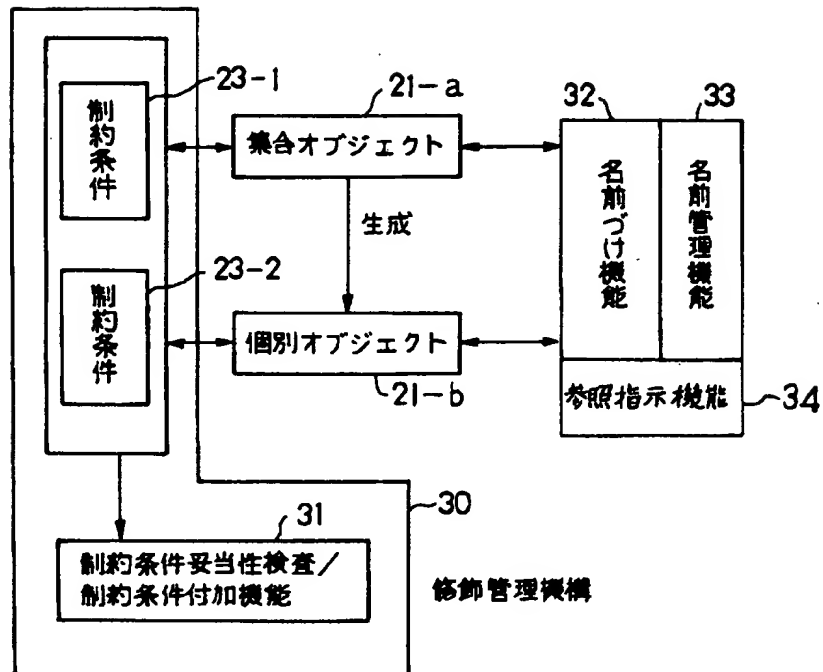 23-1
制約条件
21-a
集合オブジェクト
32
33
名前づけ機能
名前管理機能
生成
23-2
制約条件
個別オブジェクト
21-b
参照指示機能
34
30
31
制約条件妥当性検査/
制約条件付加機能
修飾管理機構